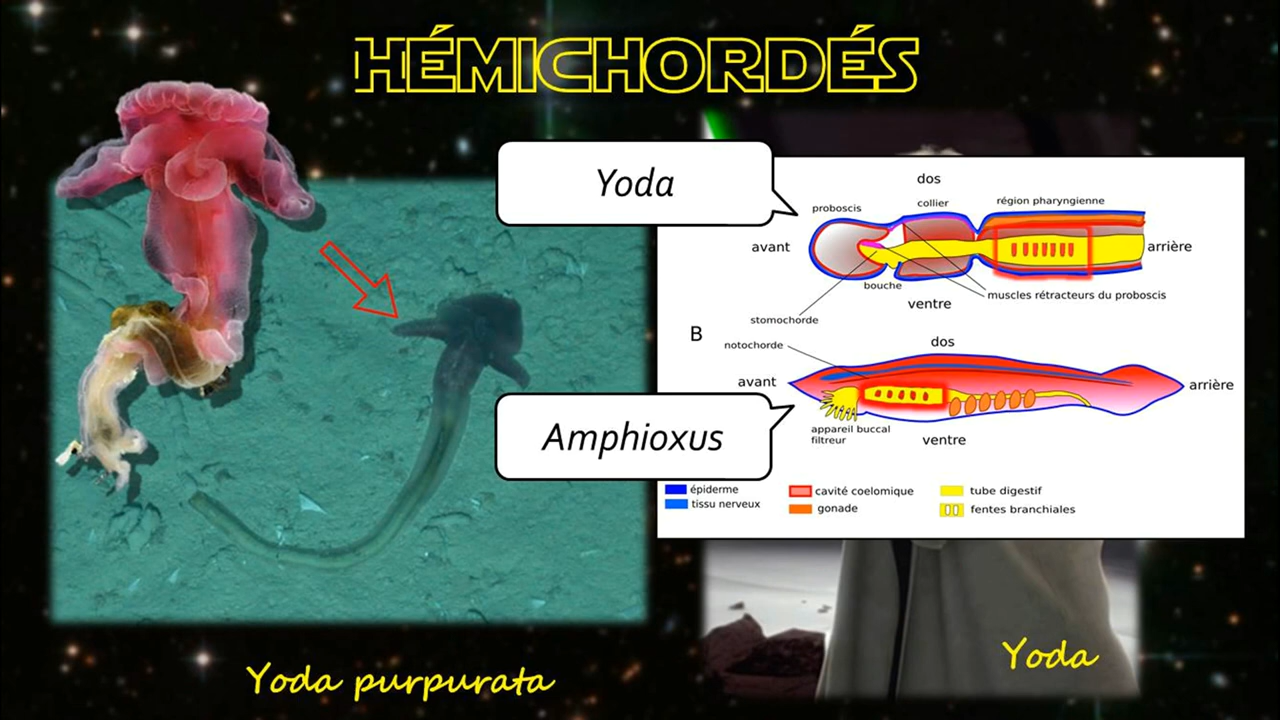 HÉMICHORDÉS
Yoda
dos
proboscis
collier
région pharyngienne
avant
arrière
bouche
ventre
muscles rétracteurs du proboscis
stomochorde
B
notochorde
dos
avant
arrière
Amphioxus
appareil buccal
filtreur
ventre
épiderme
cavité coelomique
tube digestif
tissu nerveux
gonade
fentes branchiales
Yoda
Yoda purpurata